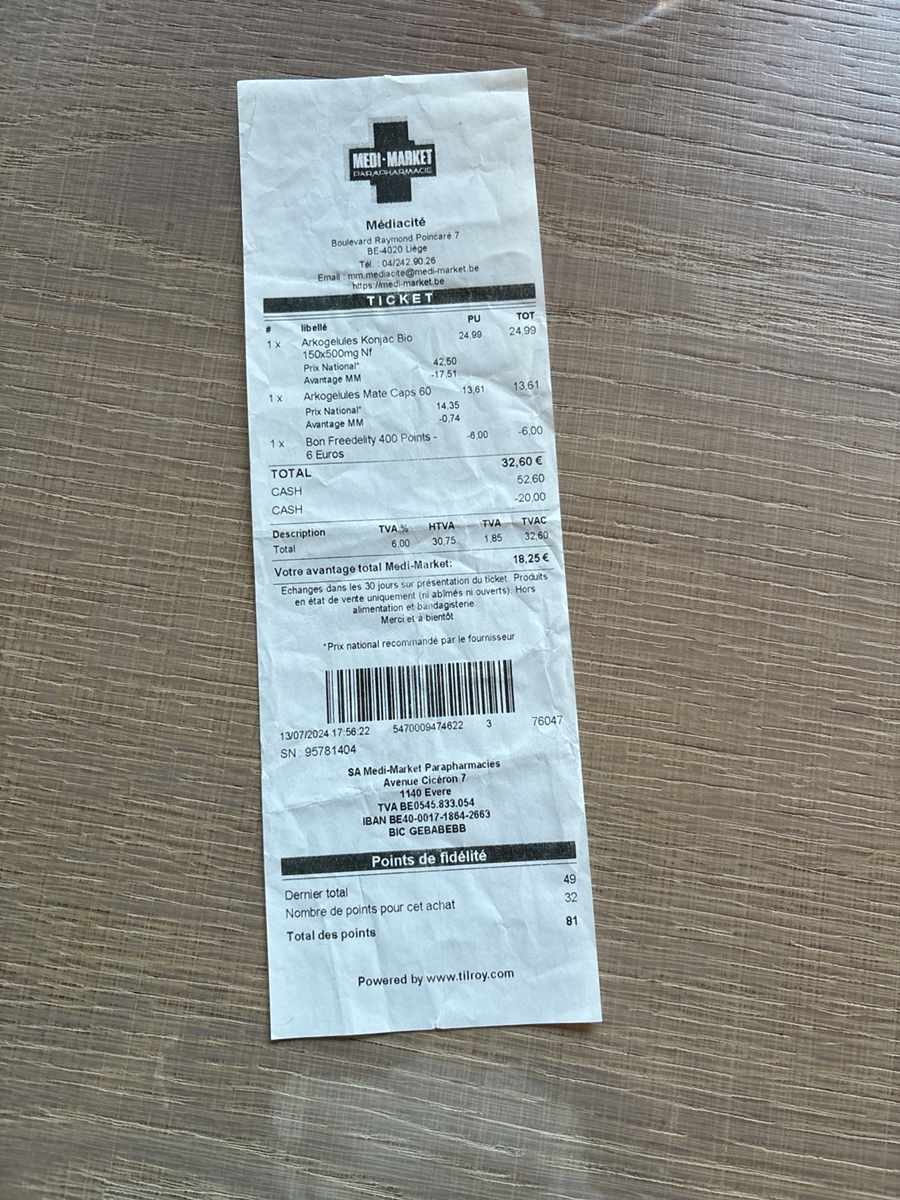 MEDI-MARKET
PARAPHARMACIE
Médiacité
Boulevard Raymond Poincaré 7
BE-4020 Liège
Tél. : 04/242.90.26
Email : mm.mediacite@medi-market.be
https://medi-market.be
TICKET
# libellé PU TOT
1 x Arkogelules Konjac Bio 24,99 24,99
150x500mg Nf
Prix National* 42,50
Avantage MM -17,51
1 x Arkogelules Mate Caps 60 13,61 13,61
Prix National* 14,35
Avantage MM -0,74
1 x Bon Freedelity 400 Points - -6,00 -6,00
6 Euros
TOTAL 32,60 €
CASH 52,60
CASH -20,00
Description TVA % HTVA TVA TVAC
Total 6,00 30,75 1,85 32,60
Votre avantage total Medi-Market: 18,25 €
Echanges dans les 30 jours sur présentation du ticket. Produits
en état de vente uniquement (ni abîmés ni ouverts). Hors
alimentation et bandagisterie.
Merci et à bientôt
*Prix national recommandé par le fournisseur
13/07/2024 17:56:22 5470009474622 3 76047
SN : 95781404
SA Medi-Market Parapharmacies
Avenue Cicéron 7
1140 Evere
TVA BE0545.833.054
IBAN BE40-0017-1864-2663
BIC GEBABEBB
Points de fidélité
Dernier total 49
Nombre de points pour cet achat 32
Total des points 81
Powered by www.tilroy.com